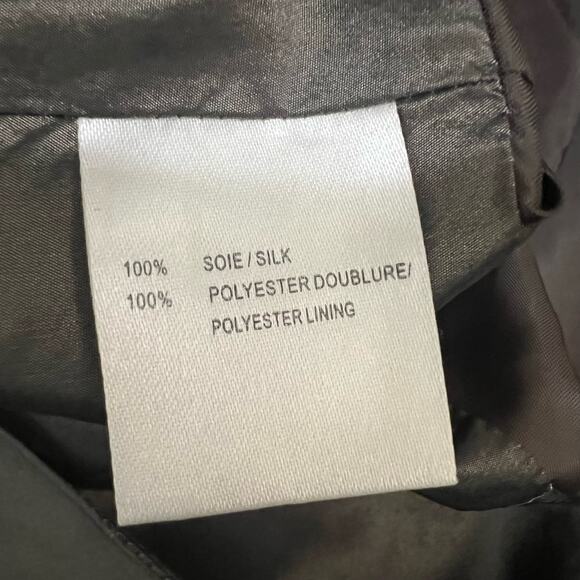 100% SOIE / SILK
100% POLYESTER DOUBLURE/
POLYESTER LINING